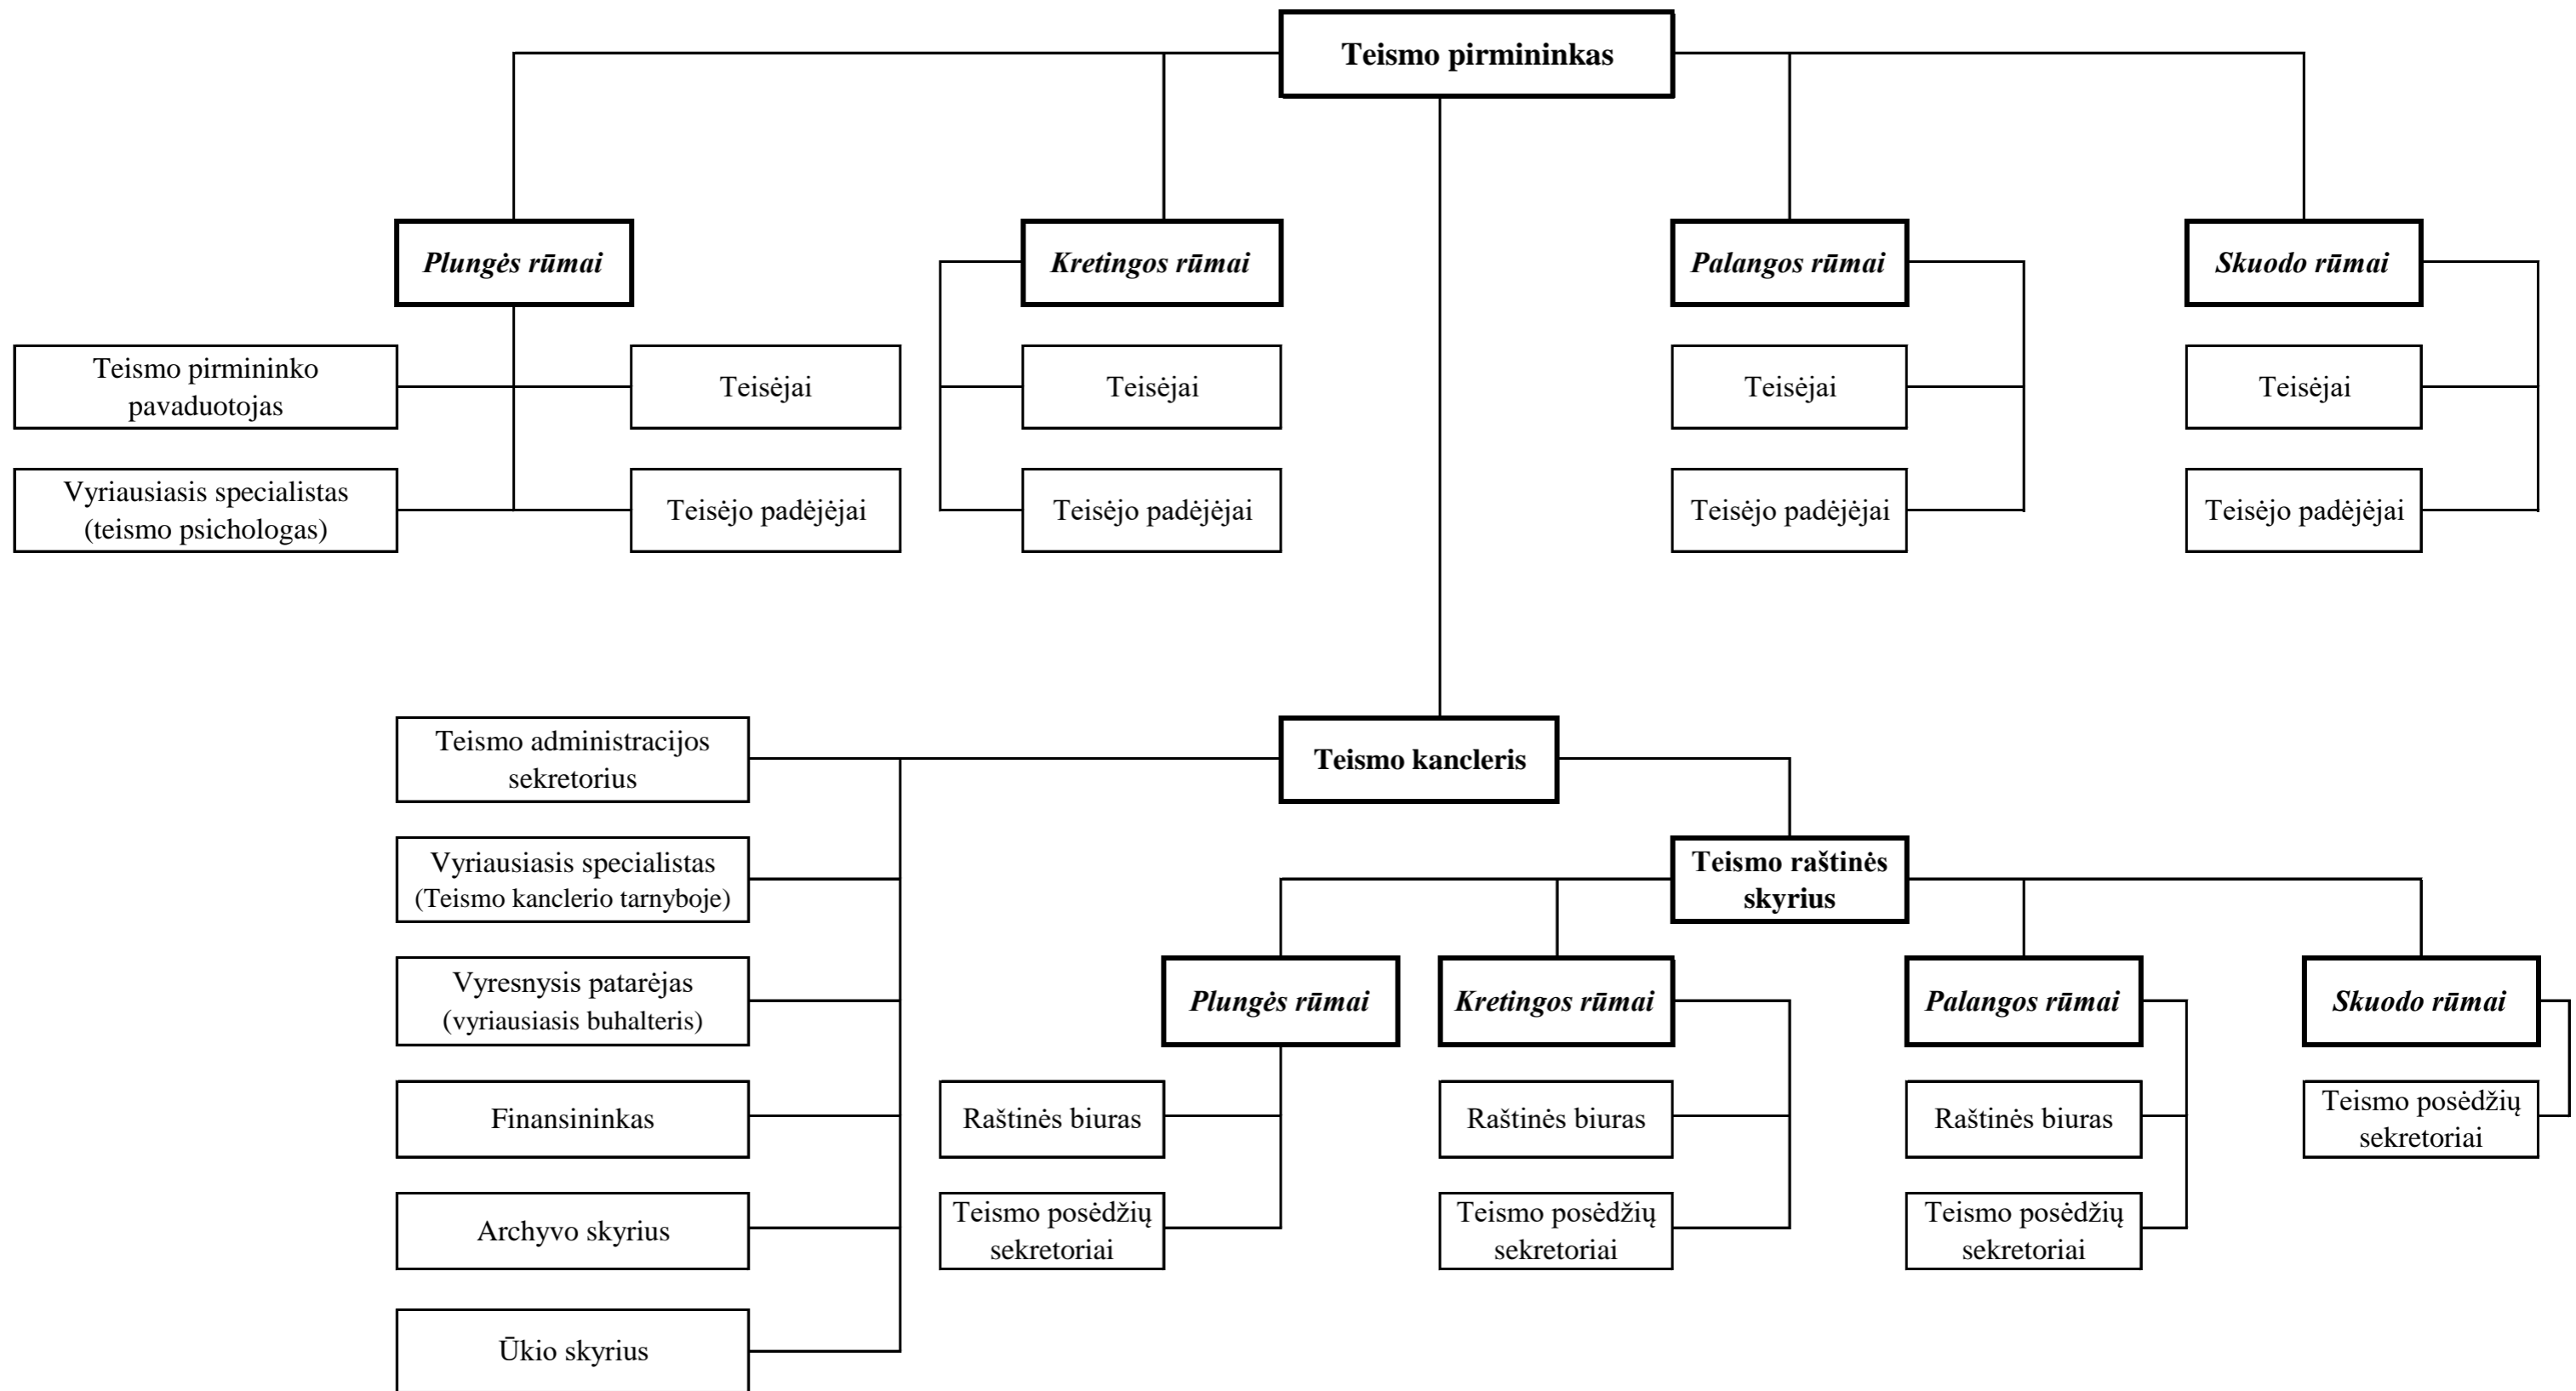 Teismo pirmininkas
Plungės rūmai
Kretingos rūmai
Palangos rūmai
Skuodo rūmai
Teismo pirmininko
pavaduotojas
Teisėjai
Teisėjai
Teisėjai
Teisėjai
Vyriausiasis specialistas
(teismo psichologas)
Teisėjo padėjėjai
Teisėjo padėjėjai
Teisėjo padėjėjai
Teisėjo padėjėjai
Teismo administracijos
sekretorius
Teismo kancleris
Vyriausiasis specialistas
(Teismo kanclerio tarnyboje)
Teismo raštinės
skyrius
Vyresnysis patarėjas
(vyriausiasis buhalteris)
Plungės rūmai
Kretingos rūmai
Palangos rūmai
Skuodo rūmai
Finansininkas
Raštinės biuras
Raštinės biuras
Raštinės biuras
Teismo posėdžių
sekretoriai
Archyvo skyrius
Teismo posėdžių
sekretoriai
Teismo posėdžių
sekretoriai
Teismo posėdžių
sekretoriai
Ūkio skyrius